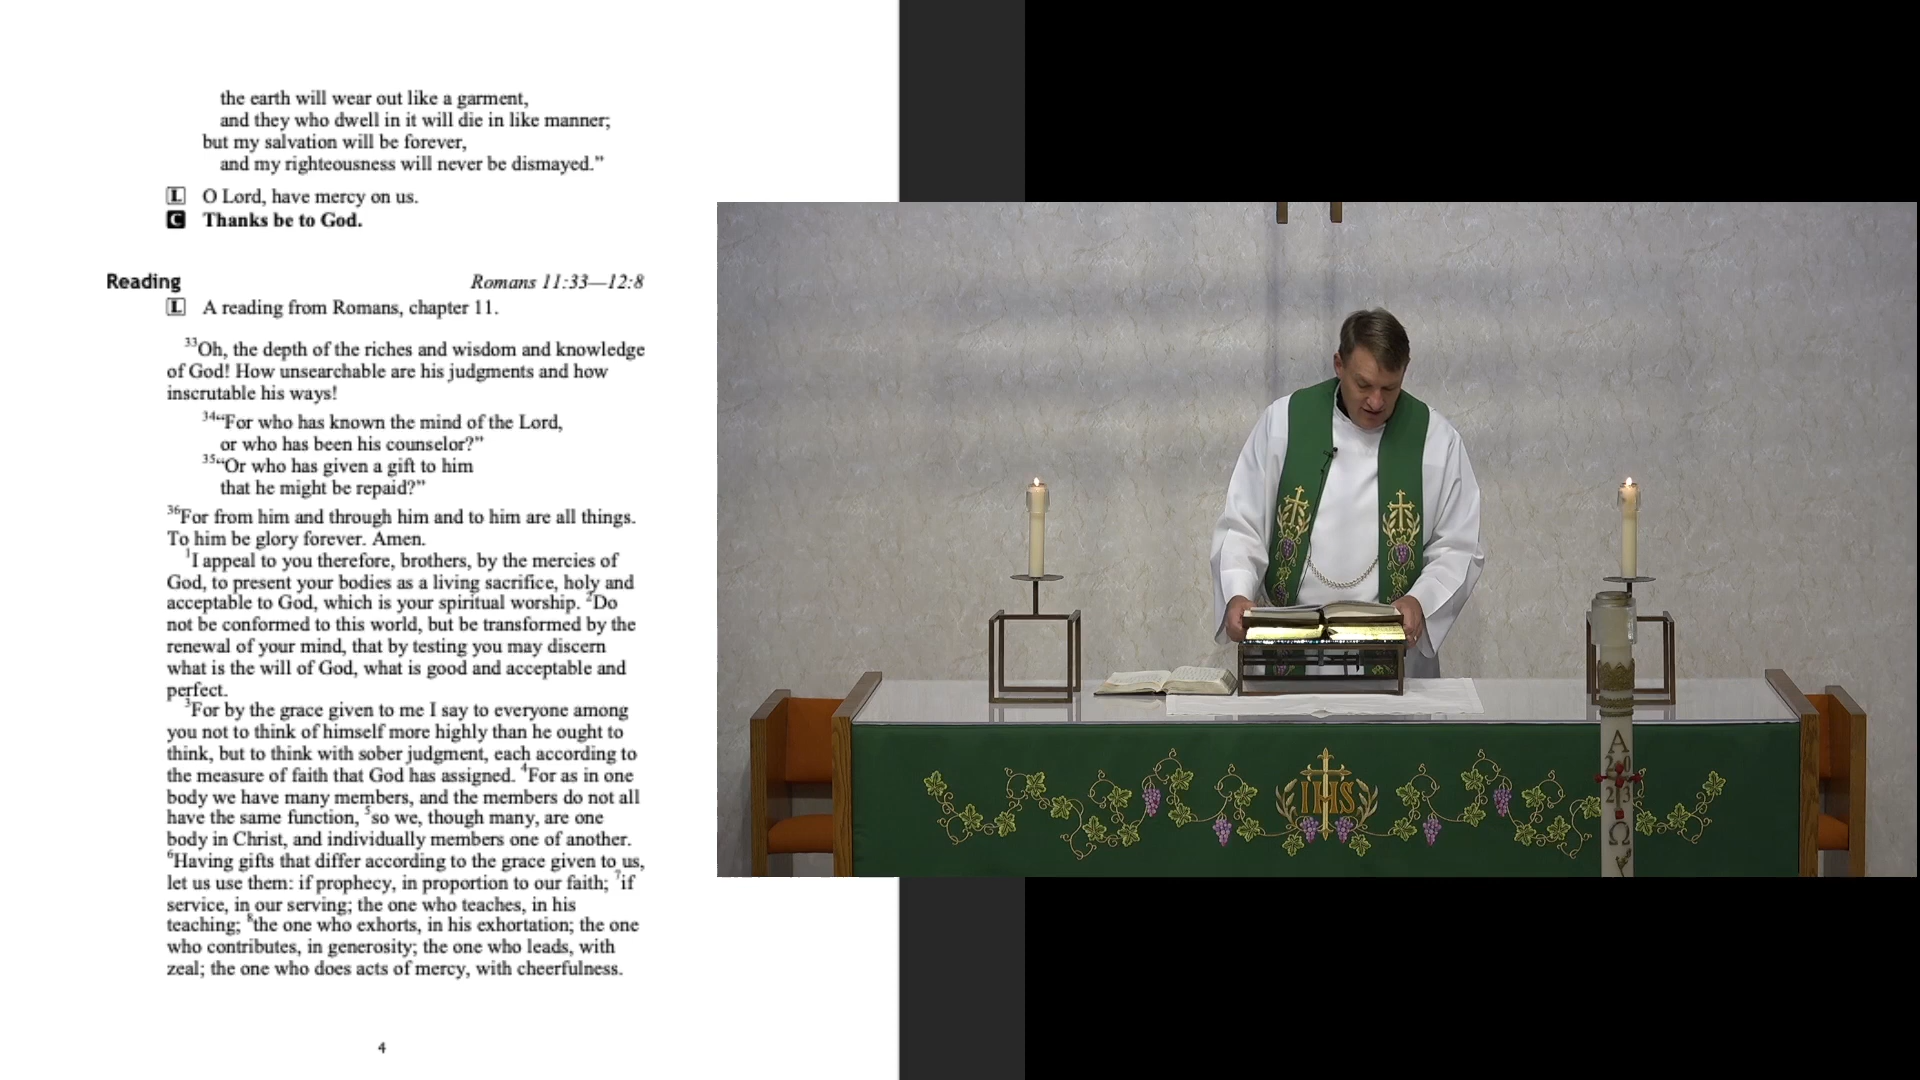 the earth will wear out like a garment,
and they who dwell in it will die in like manner;
but my salvation will be forever,
and my righteousness will never be dismayed.”
L O Lord, have mercy on us.
C Thanks be to God.
Reading Romans 11:33—12:8
L A reading from Romans, chapter 11.
33Oh, the depth of the riches and wisdom and knowledge
of God! How unsearchable are his judgments and how
inscrutable his ways!
34“For who has known the mind of the Lord,
or who has been his counselor?”
35“Or who has given a gift to him
that he might be repaid?”
36For from him and through him and to him are all things.
To him be glory forever. Amen.
1I appeal to you therefore, brothers, by the mercies of
God, to present your bodies as a living sacrifice, holy and
acceptable to God, which is your spiritual worship. 2Do
not be conformed to this world, but be transformed by the
renewal of your mind, that by testing you may discern
what is the will of God, what is good and acceptable and
perfect.
3For by the grace given to me I say to everyone among
you not to think of himself more highly than he ought to
think, but to think with sober judgment, each according to
the measure of faith that God has assigned. 4For as in one
body we have many members, and the members do not all
have the same function, 5so we, though many, are one
body in Christ, and individually members one of another.
6Having gifts that differ according to the grace given to us,
let us use them: if prophecy, in proportion to our faith; 7if
service, in our serving; the one who teaches, in his
teaching; 8the one who exhorts, in his exhortation; the one
who contributes, in generosity; the one who leads, with
zeal; the one who does acts of mercy, with cheerfulness.
4
IHS
Α
20
23
Ω